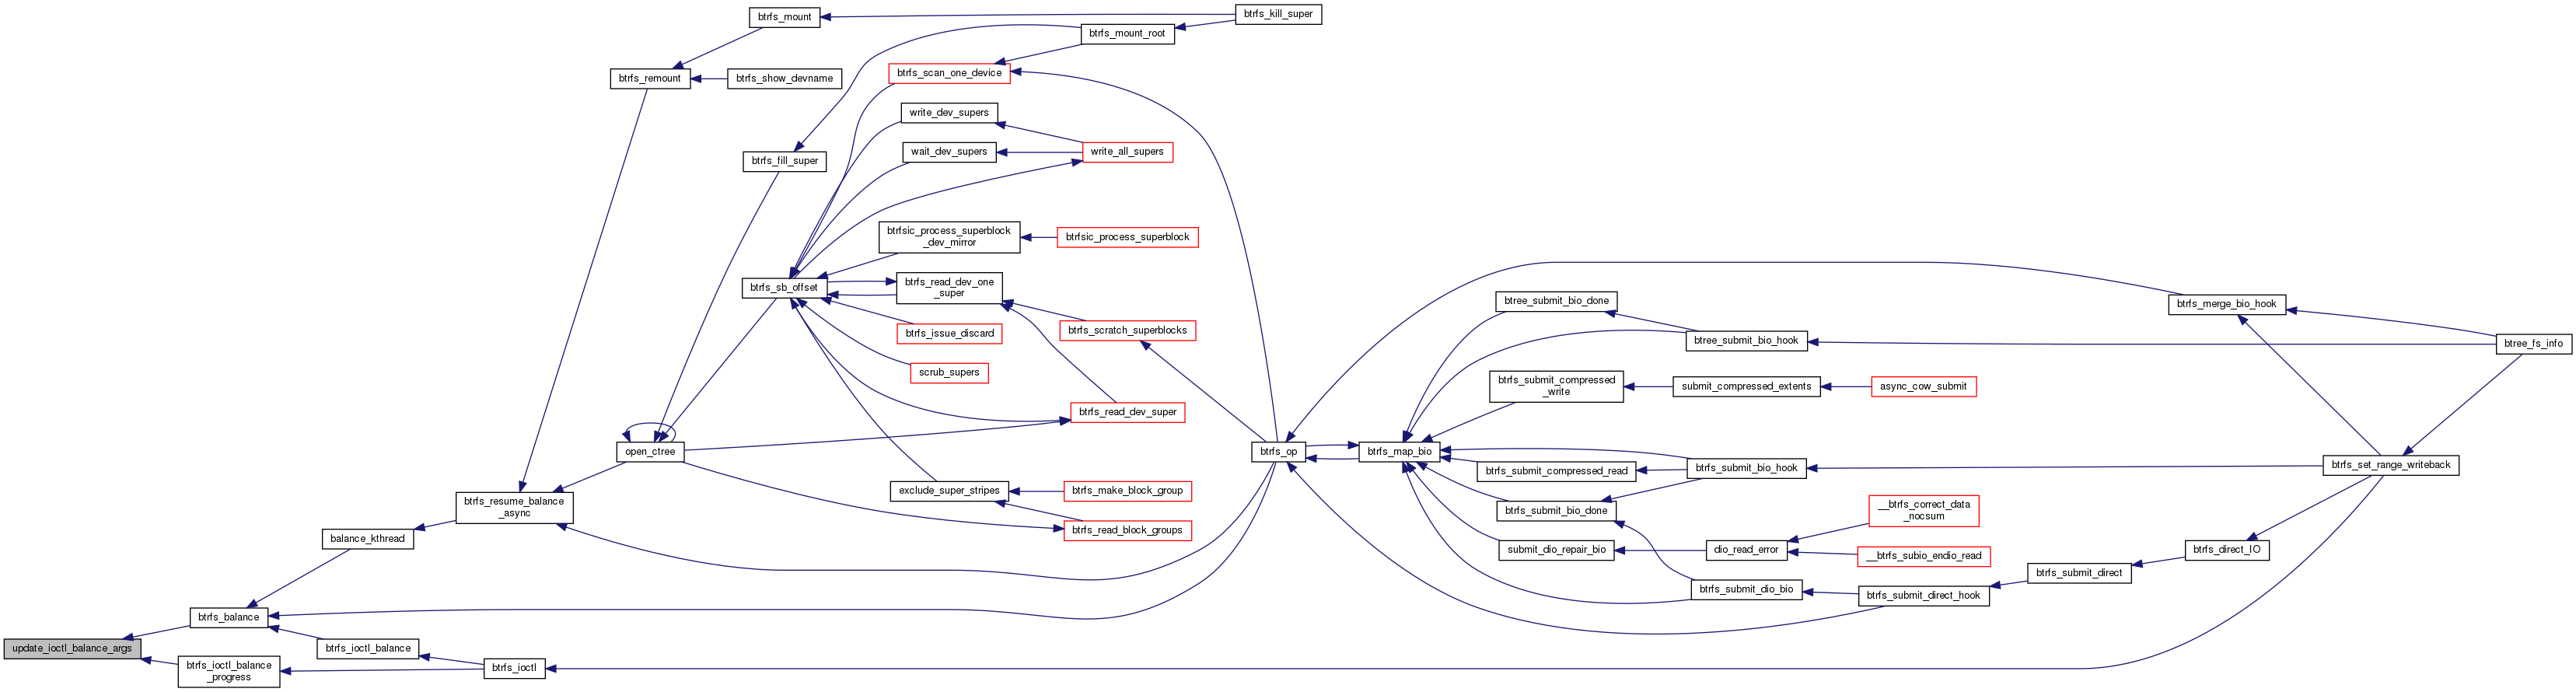 btrfs_mount
btrfs_kill_super
btrfs_mount_root
btrfs_remount
btrfs_show_devname
btrfs_scan_one_device
write_dev_supers
btrfs_fill_super
wait_dev_supers
write_all_supers
btrfsic_process_superblock
_dev_mirror
btrfsic_process_superblock
btrfs_sb_offset
btrfs_read_dev_one
_super
btrfs_issue_discard
btrfs_scratch_superblocks
scrub_supers
btrfs_read_dev_super
open_ctree
exclude_super_stripes
btrfs_make_block_group
btrfs_read_block_groups
btrfs_resume_balance
_async
balance_kthread
btrfs_balance
update_ioctl_balance_args
btrfs_ioctl_balance
btrfs_ioctl_balance
_progress
btrfs_ioctl
btrfs_op
btrfs_map_bio
btree_submit_bio_done
btree_submit_bio_hook
btrfs_submit_compressed
_write
submit_compressed_extents
async_cow_submit
btrfs_submit_compressed_read
btrfs_submit_bio_hook
btrfs_submit_bio_done
submit_dio_repair_bio
dio_read_error
__btrfs_correct_data
_nocsum
__btrfs_subio_endio_read
btrfs_submit_dio_bio
btrfs_submit_direct_hook
btrfs_submit_direct
btrfs_direct_IO
btrfs_merge_bio_hook
btree_fs_info
btrfs_set_range_writeback